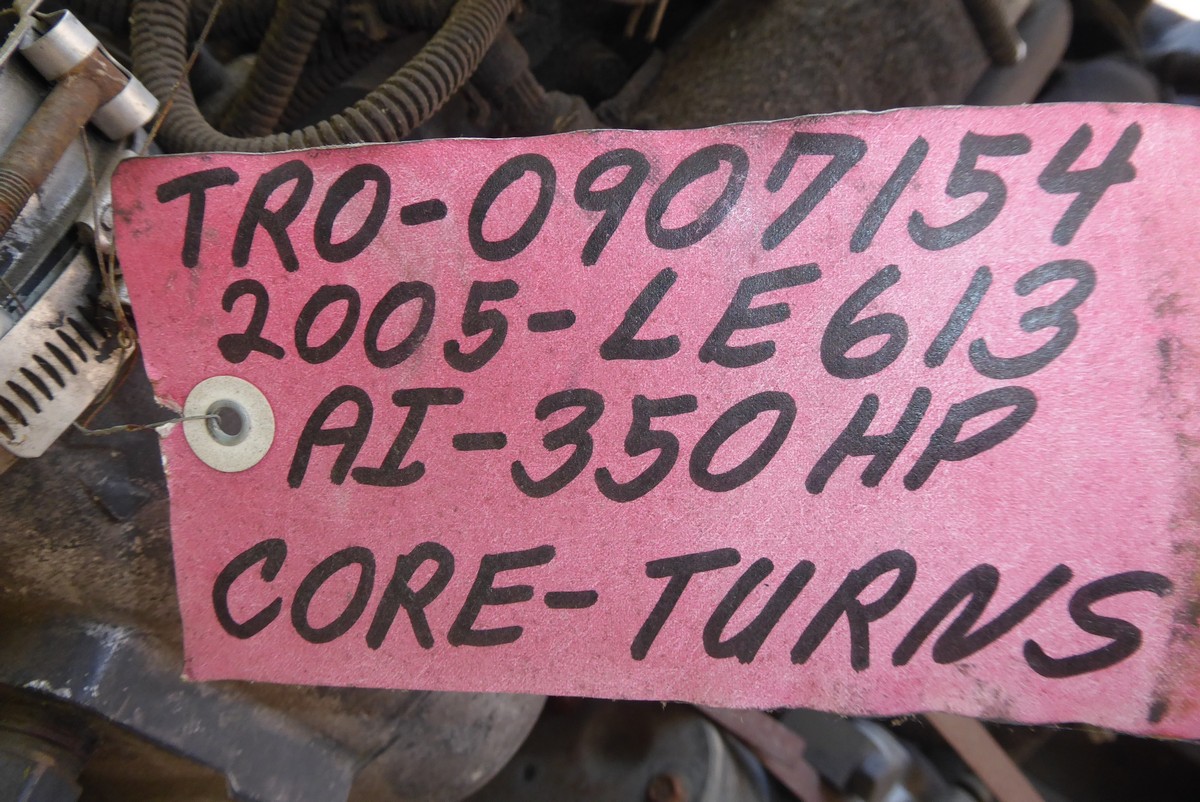 TRO-0907154
2005-LE613
AI-350HP
CORE-TURNS